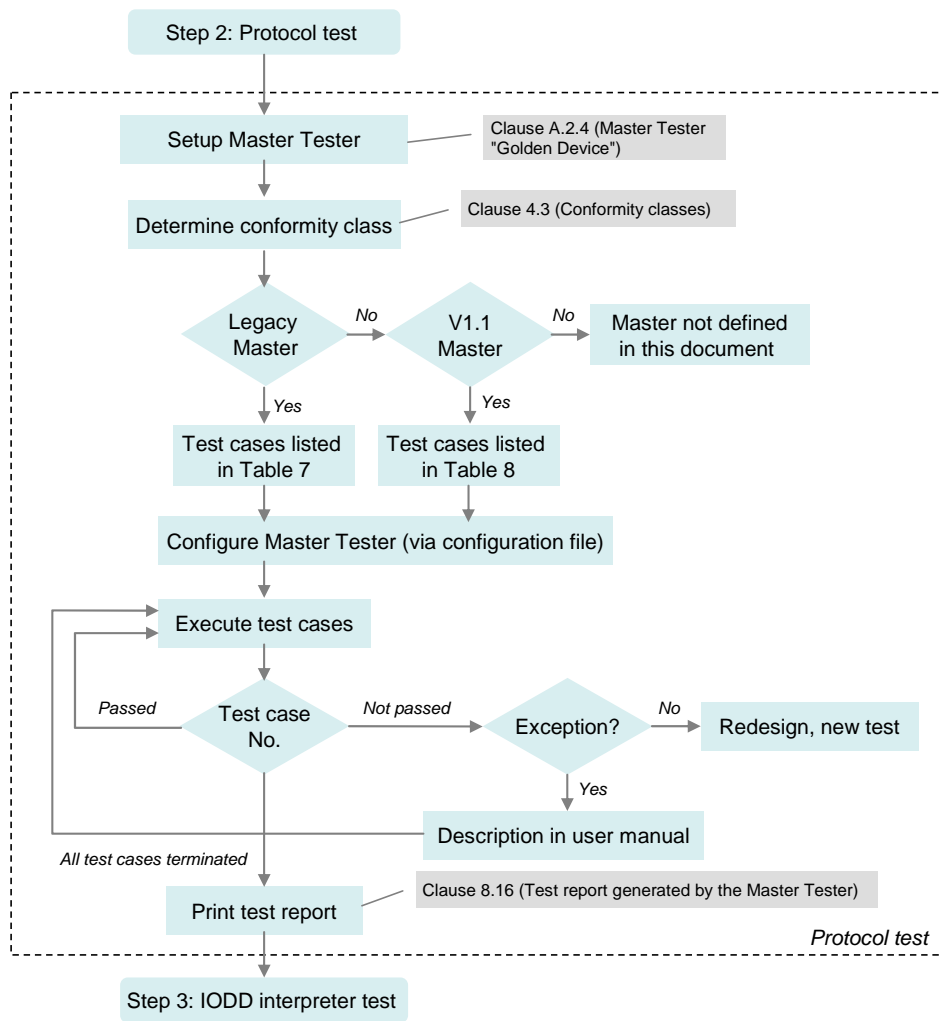 Step 2: Protocol test
Setup Master Tester
Clause A.2.4 (Master Tester
"Golden Device")
Determine conformity class
Clause 4.3 (Conformity classes)
Legacy
Master
No
V1.1
Master
No
Master not defined
in this document
Yes
Yes
Test cases listed
in Table 7
Test cases listed
in Table 8
Configure Master Tester (via configuration file)
Execute test cases
Passed
Test case
No.
Not passed
Exception?
No
Redesign, new test
Yes
Description in user manual
All test cases terminated
Print test report
Clause 8.16 (Test report generated by the Master Tester)
Protocol test
Step 3: IODD interpreter test